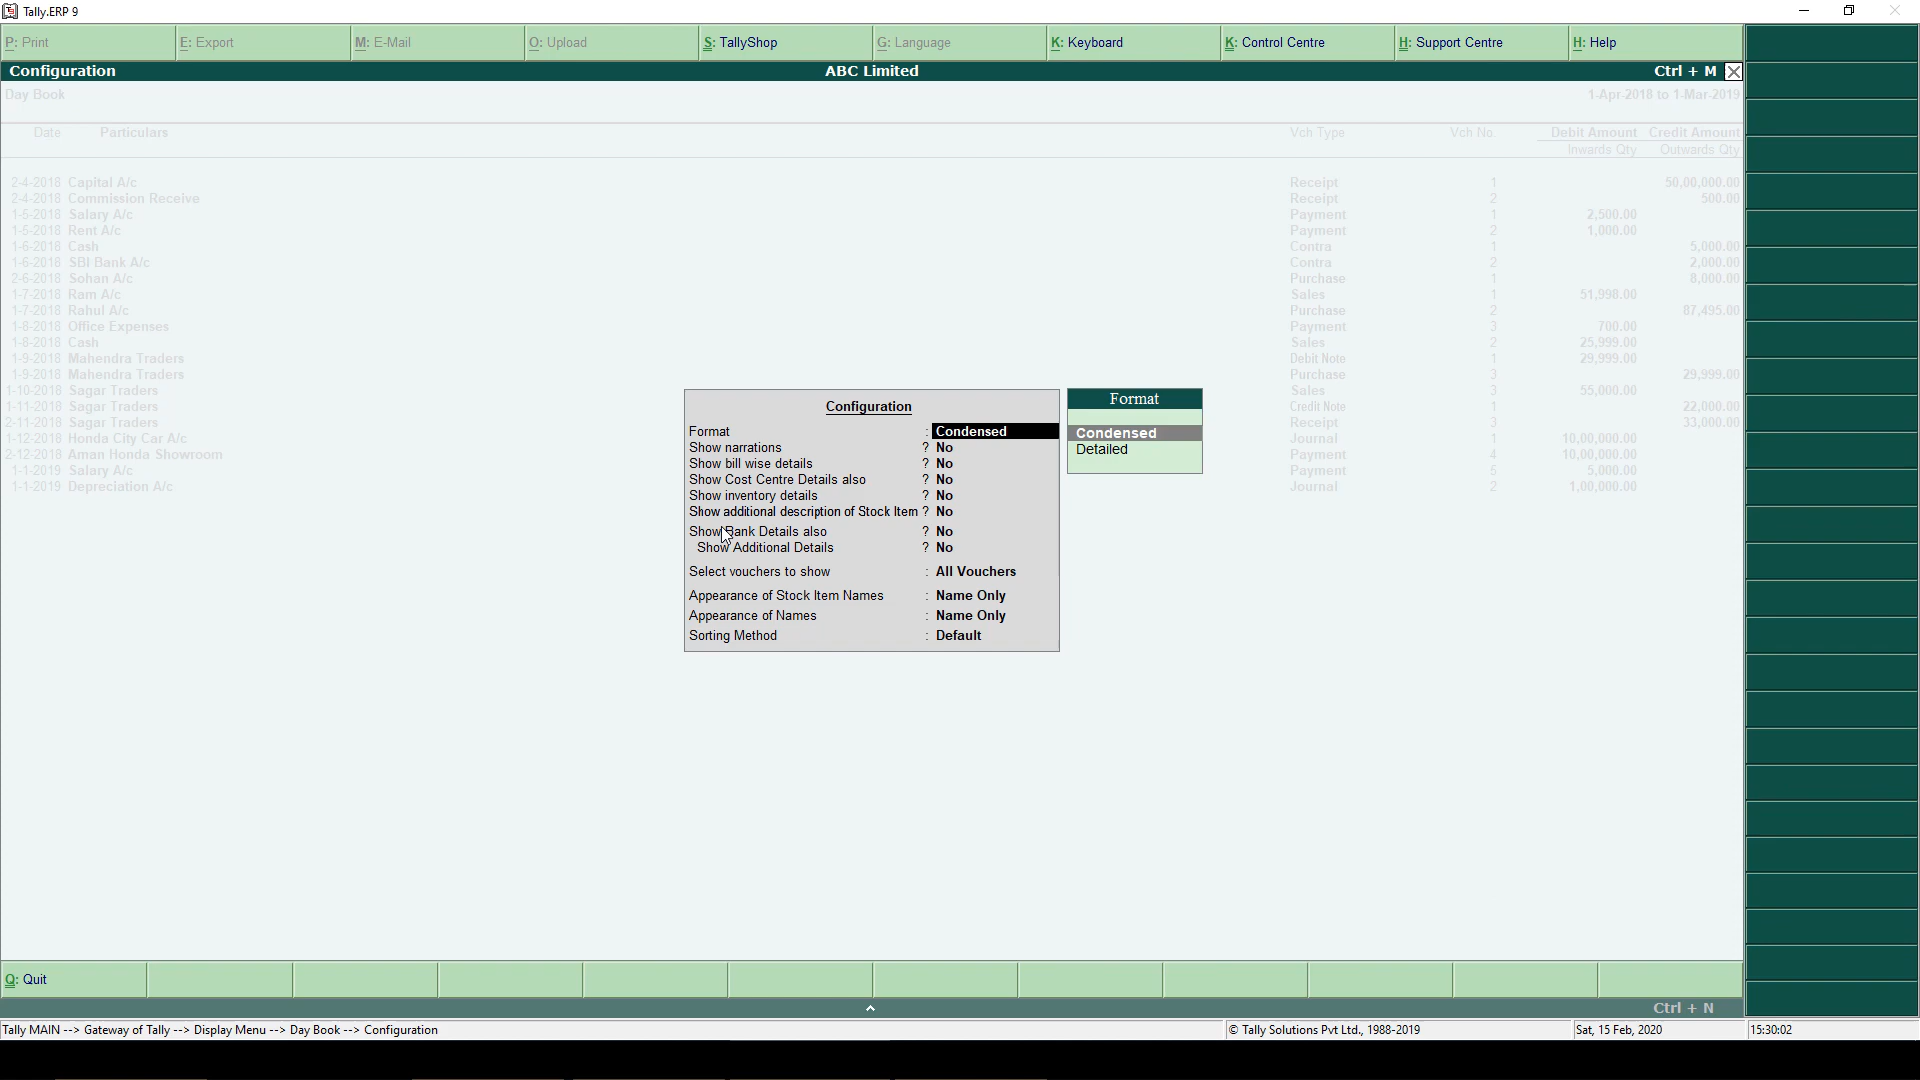 Tally.ERP 9
P: Print E: Export M: E-Mail O: Upload S: TallyShop G: Language K: Keyboard K: Control Centre H: Support Centre H: Help
Configuration ABC Limited Ctrl + M
Day Book 1-Apr-2018 to 1-Mar-2019
Date Particulars Vch Type Vch No. Debit Amount Credit Amount
Inwards Qty Outwards Qty
2-4-2018 Capital A/c Receipt 1 50,00,000.00
2-4-2018 Commission Receive Receipt 2 500.00
1-5-2018 Salary A/c Payment 1 2,500.00
1-5-2018 Rent A/c Payment 2 1,000.00
1-6-2018 Cash Contra 1 5,000.00
1-6-2018 SBI Bank A/c Contra 2 2,000.00
2-6-2018 Sohan A/c Purchase 1 8,000.00
1-7-2018 Ram A/c Sales 1 51,998.00
1-7-2018 Rahul A/c Purchase 2 87,495.00
1-8-2018 Office Expenses Payment 3 700.00
1-8-2018 Cash Sales 2 25,999.00
1-9-2018 Mahendra Traders Debit Note 1 29,999.00
1-9-2018 Mahendra Traders Purchase 3 29,999.00
1-10-2018 Sagar Traders Sales 3 55,000.00
1-11-2018 Sagar Traders Credit Note 1 22,000.00
2-11-2018 Sagar Traders Receipt 3 33,000.00
1-12-2018 Honda City Car A/c Journal 1 10,00,000.00
2-12-2018 Aman Honda Showroom Payment 4 10,00,000.00
1-1-2019 Salary A/c Payment 5 5,000.00
1-1-2019 Depreciation A/c Journal 2 1,00,000.00
Configuration
Format : Condensed
Show narrations ? No
Show bill wise details ? No
Show Cost Centre Details also ? No
Show inventory details ? No
Show additional description of Stock Item ? No
Show Bank Details also ? No
Show Additional Details ? No
Select vouchers to show : All Vouchers
Appearance of Stock Item Names : Name Only
Appearance of Names : Name Only
Sorting Method : Default
Format
Condensed
Detailed
Q: Quit
Ctrl + N
Tally MAIN --> Gateway of Tally --> Display Menu --> Day Book --> Configuration © Tally Solutions Pvt Ltd., 1988-2019 Sat, 15 Feb, 2020 15:30:02